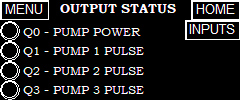 MENU OUTPUT STATUS HOME
Q0 - PUMP POWER INPUTS
Q1 - PUMP 1 PULSE
Q2 - PUMP 2 PULSE
Q3 - PUMP 3 PULSE